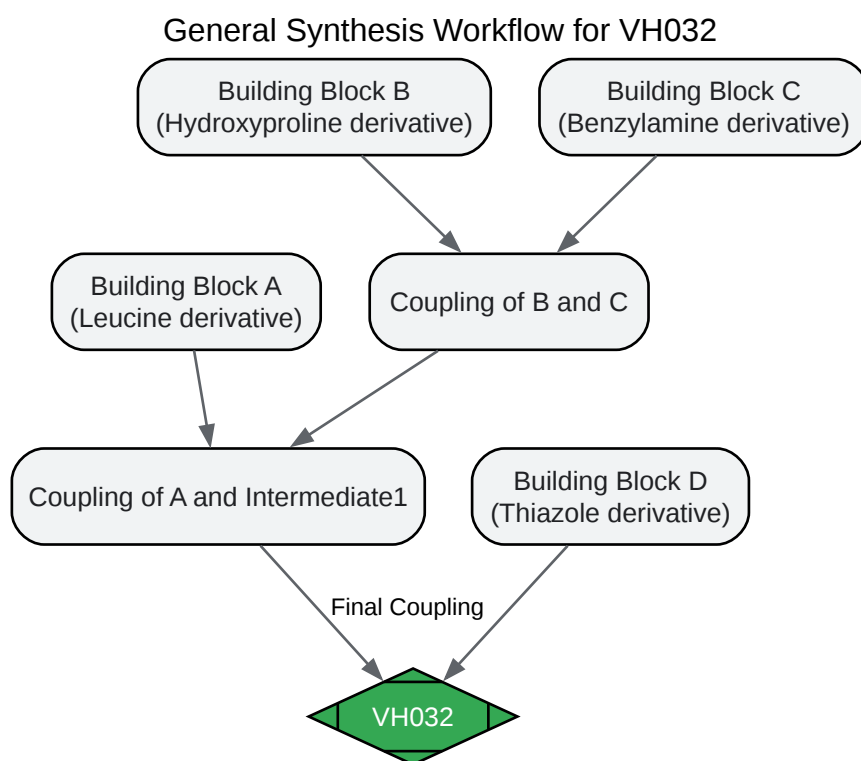 General Synthesis Workflow for VH032
Building Block B
(Hydroxyproline derivative)
Building Block C
(Benzylamine derivative)
Building Block A
(Leucine derivative)
Coupling of B and C
Coupling of A and Intermediate1
Building Block D
(Thiazole derivative)
Final Coupling
VH032